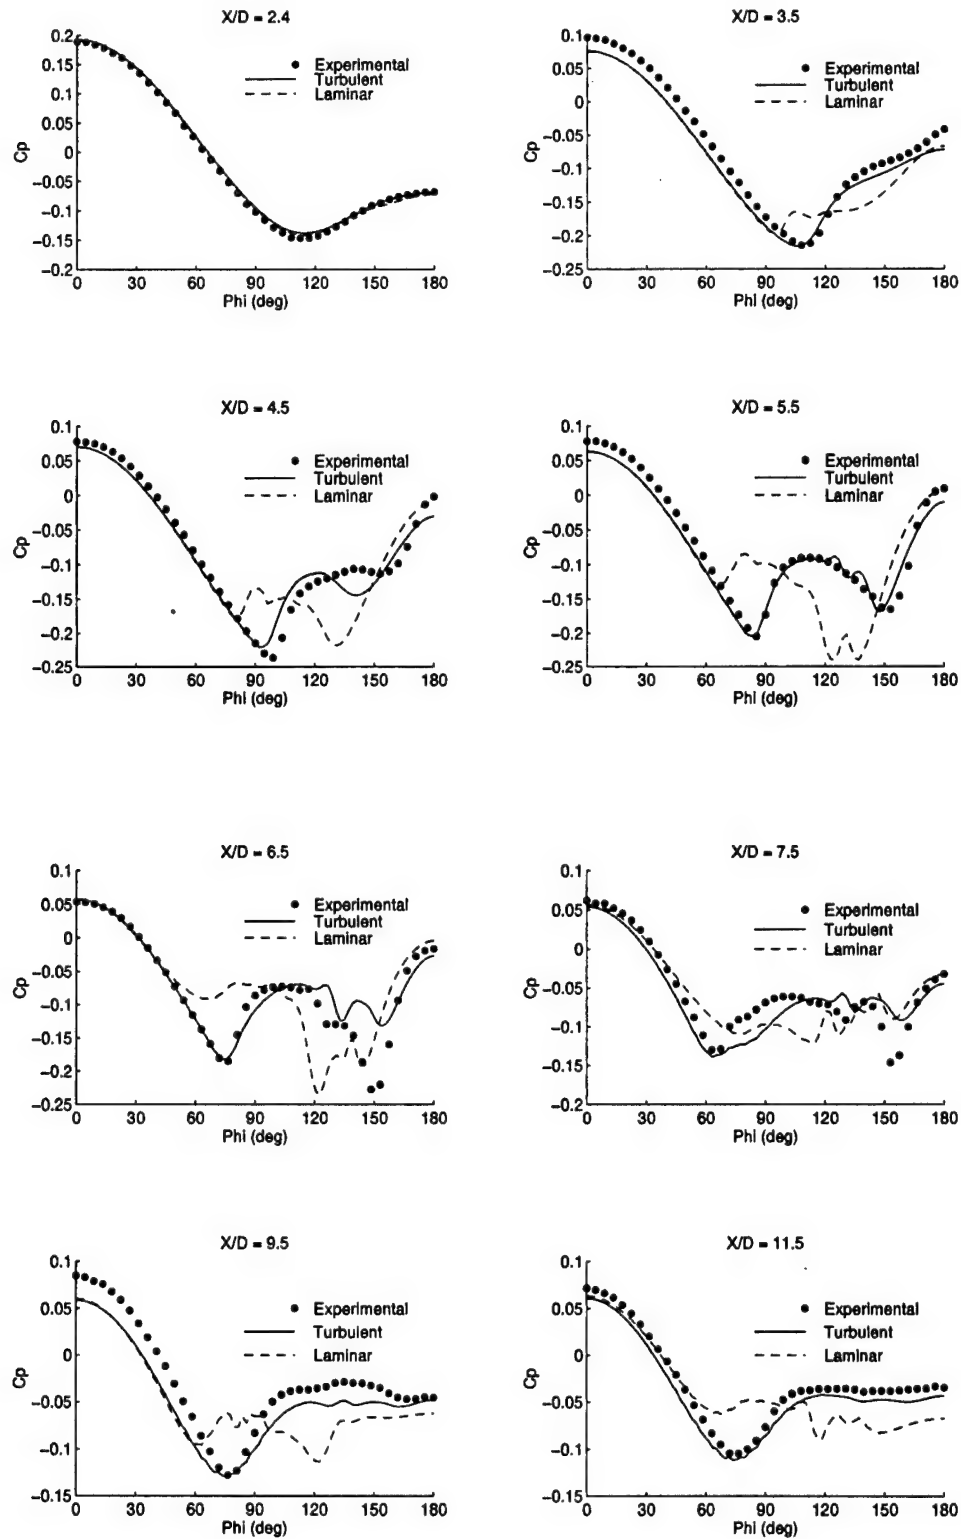 X/D = 2.4
0.2
0.15
0.1
0.05
0
−0.05
−0.1
−0.15
−0.2
Cp
Experimental
Turbulent
Laminar
0 30 60 90 120 150 180
Phi (deg)
X/D = 3.5
0.1
0.05
0
−0.05
−0.1
−0.15
−0.2
−0.25
Cp
Experimental
Turbulent
Laminar
0 30 60 90 120 150 180
Phi (deg)
X/D = 4.5
0.1
0.05
0
−0.05
−0.1
−0.15
−0.2
−0.25
Cp
Experimental
Turbulent
Laminar
0 30 60 90 120 150 180
Phi (deg)
X/D = 5.5
0.1
0.05
0
−0.05
−0.1
−0.15
−0.2
−0.25
Cp
Experimental
Turbulent
Laminar
0 30 60 90 120 150 180
Phi (deg)
X/D = 6.5
0.1
0.05
0
−0.05
−0.1
−0.15
−0.2
−0.25
Cp
Experimental
Turbulent
Laminar
0 30 60 90 120 150 180
Phi (deg)
X/D = 7.5
0.1
0.05
0
−0.05
−0.1
−0.15
−0.2
Cp
Experimental
Turbulent
Laminar
0 30 60 90 120 150 180
Phi (deg)
X/D = 9.5
0.1
0.05
0
−0.05
−0.1
−0.15
Cp
Experimental
Turbulent
Laminar
0 30 60 90 120 150 180
Phi (deg)
X/D = 11.5
0.1
0.05
0
−0.05
−0.1
−0.15
Cp
Experimental
Turbulent
Laminar
0 30 60 90 120 150 180
Phi (deg)